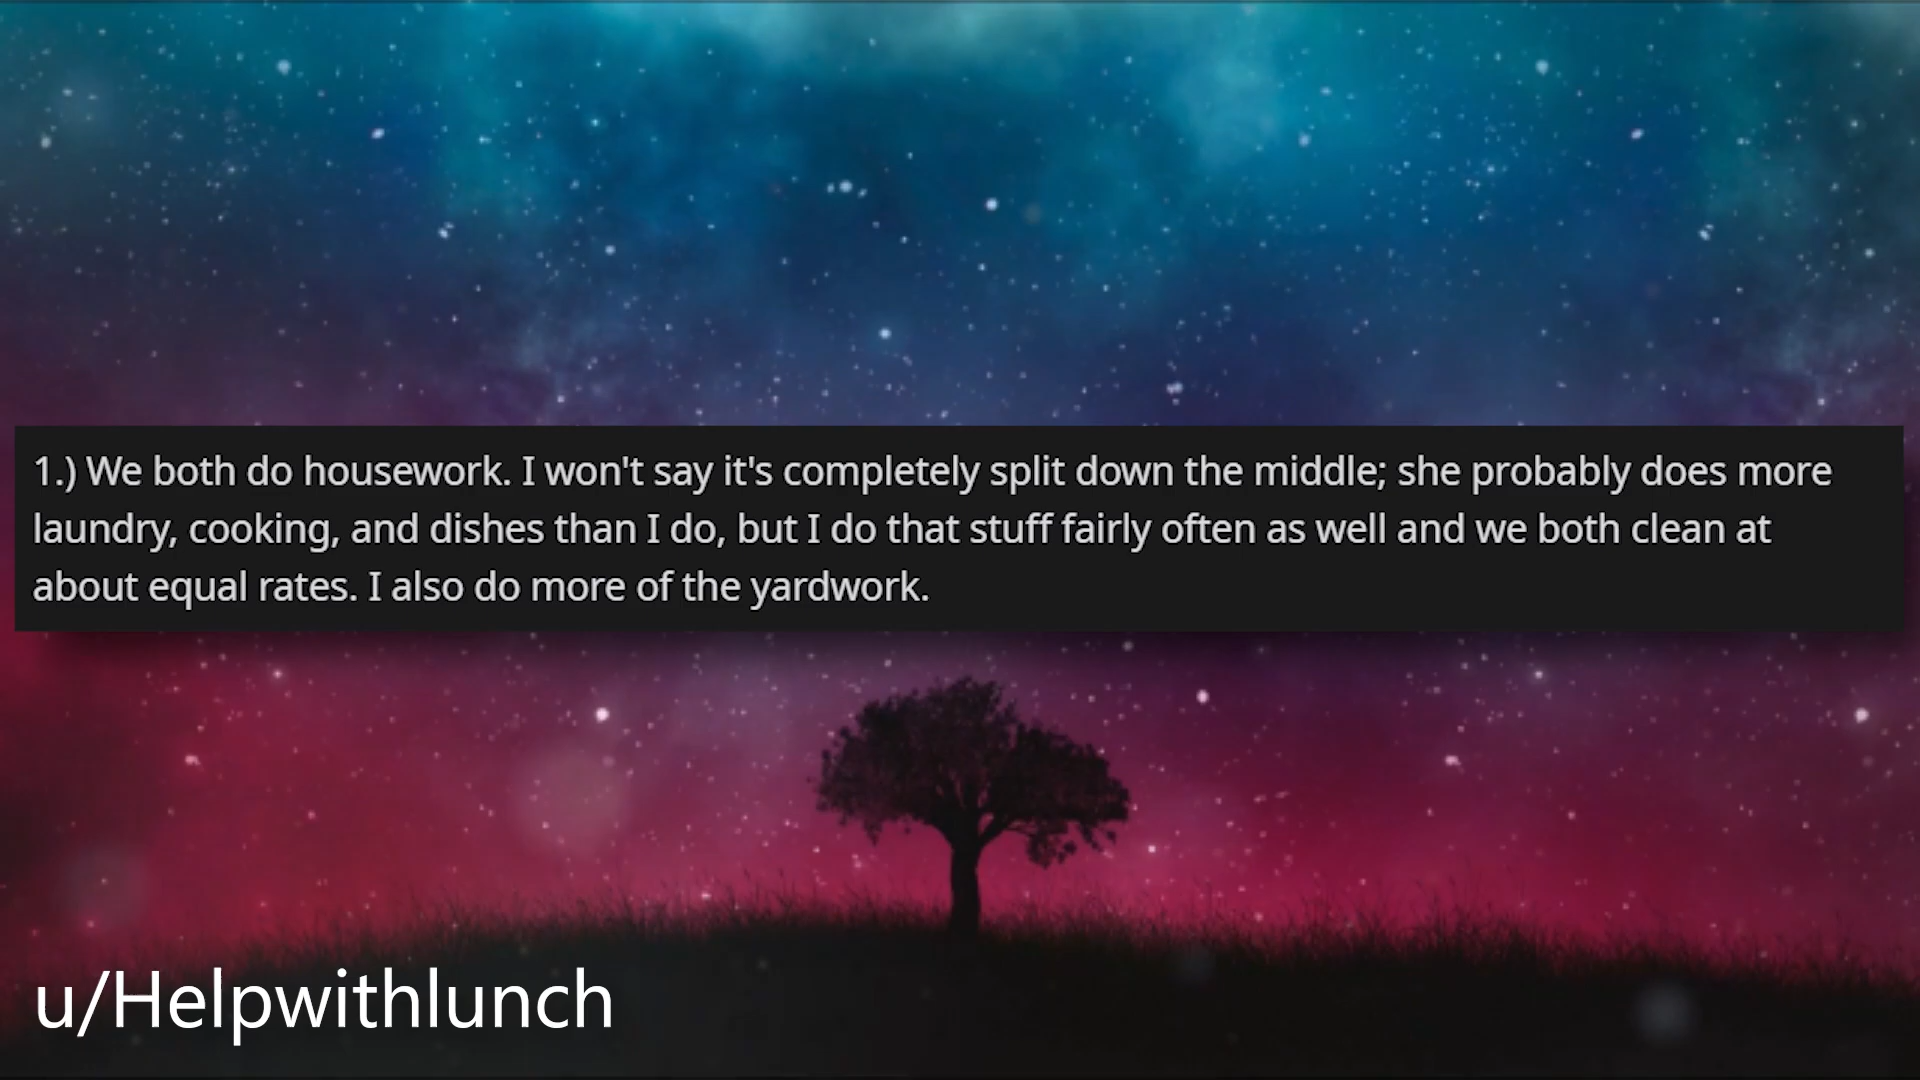 1.) We both do housework. I won't say it's completely split down the middle; she probably does more
laundry, cooking, and dishes than I do, but I do that stuff fairly often as well and we both clean at
about equal rates. I also do more of the yardwork.
u/Helpwithlunch